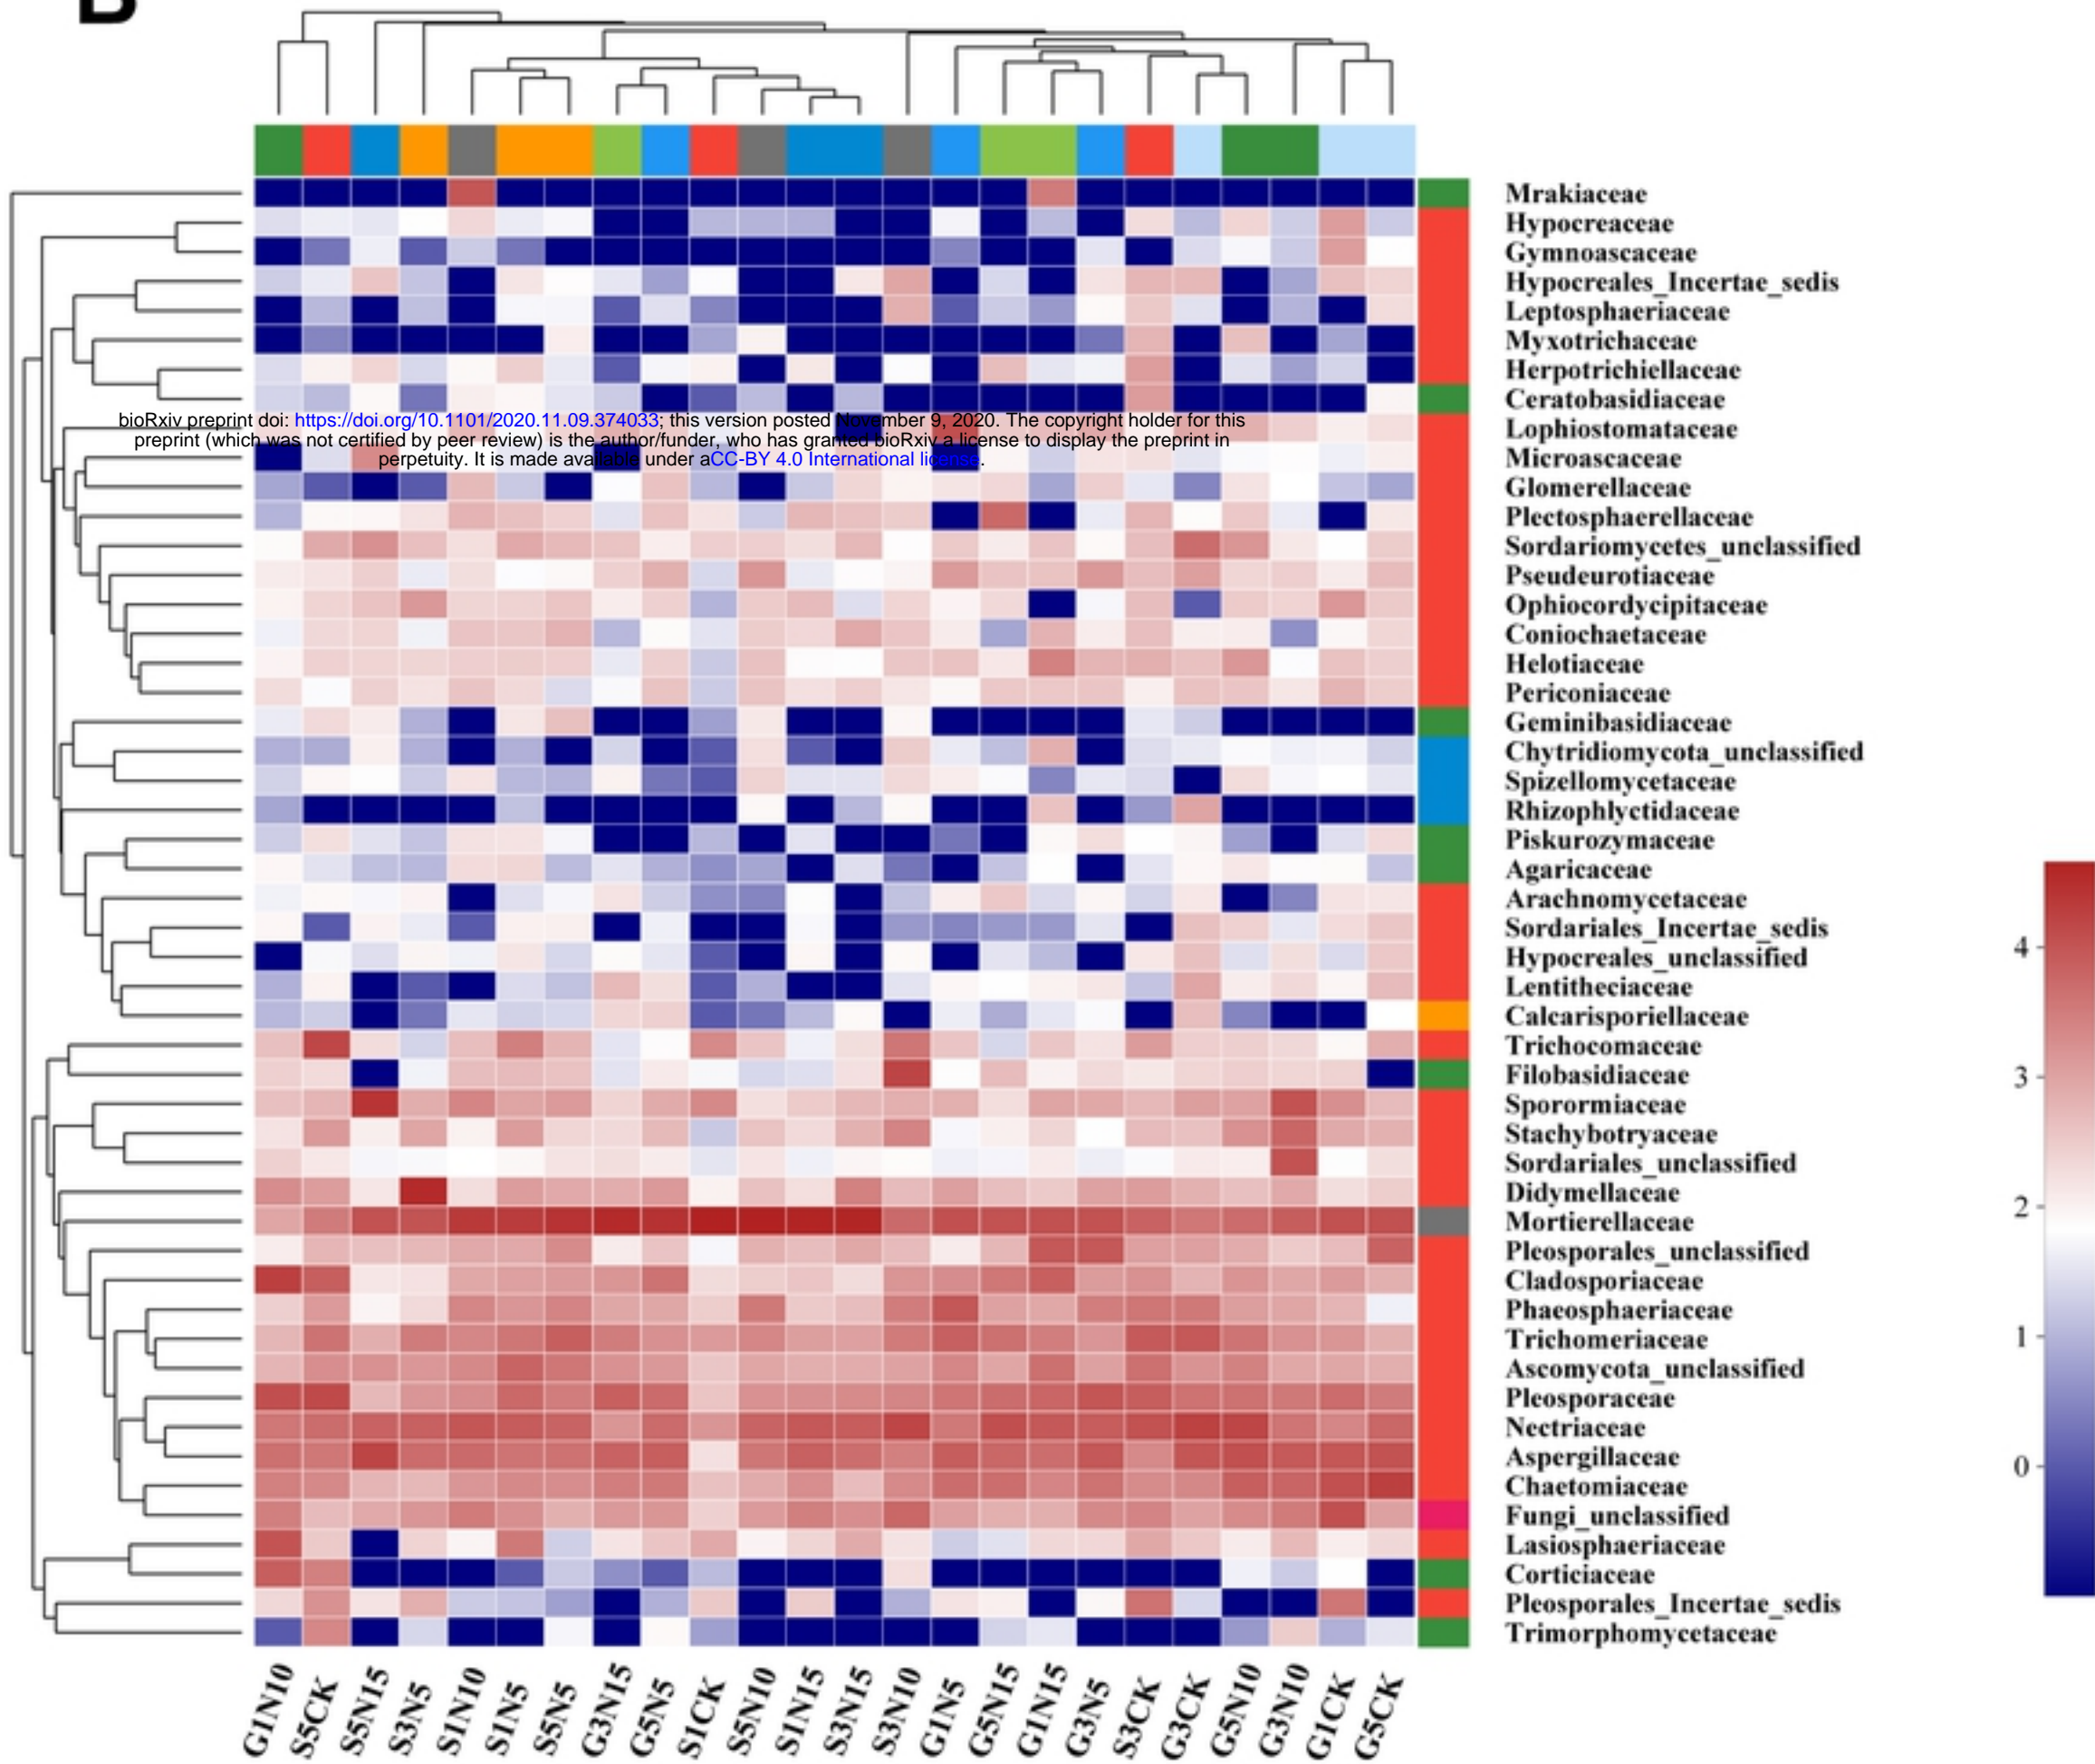 B
Mrakiaceae
Hypocreaceae
Gymnoascaceae
Hypocreales_Incertae_sedis
Leptosphaeriaceae
Myxotrichaceae
Herpotrichiellaceae
Ceratobasidiaceae
bioRxiv preprint doi: https://doi.org/10.1101/2020.11.09.374033; this version posted November 9, 2020. The copyright holder for this
preprint (which was not certified by peer review) is the author/funder, who has granted bioRxiv a license to display the preprint in
perpetuity. It is made available under aCC-BY 4.0 International license.
Lophiostomataceae
Microascaceae
Glomerellaceae
Plectosphaerellaceae
Sordariomycetes_unclassified
Pseudeurotiaceae
Ophiocordycipitaceae
Coniochaetaceae
Helotiaceae
Periconiaceae
Geminibasidiaceae
Chytridiomycota_unclassified
Spizellomycetaceae
Rhizophlyctidaceae
Piskurozymaceae
Agaricaceae
Arachnomycetaceae
Sordariales_Incertae_sedis
Hypocreales_unclassified
Lentitheciaceae
Calcarisporiellaceae
Trichocomaceae
Filobasidiaceae
Sporormiaceae
Stachybotryaceae
Sordariales_unclassified
Didymellaceae
Mortierellaceae
Pleosporales_unclassified
Cladosporiaceae
Phaeosphaeriaceae
Trichomeriaceae
Ascomycota_unclassified
Pleosporaceae
Nectriaceae
Aspergillaceae
Chaetomiaceae
Fungi_unclassified
Lasiosphaeriaceae
Corticiaceae
Pleosporales_Incertae_sedis
Trimorphomycetaceae
4
3
2
1
0
G1N10
S5CK
S5N15
S3N5
S1N10
S1N5
S5N5
G3N15
G5N5
S1CK
S5N10
S1N15
S3N15
S3N10
G1N5
G5N15
G1N15
G3N5
S3CK
G3CK
G5N10
G3N10
G1CK
G5CK